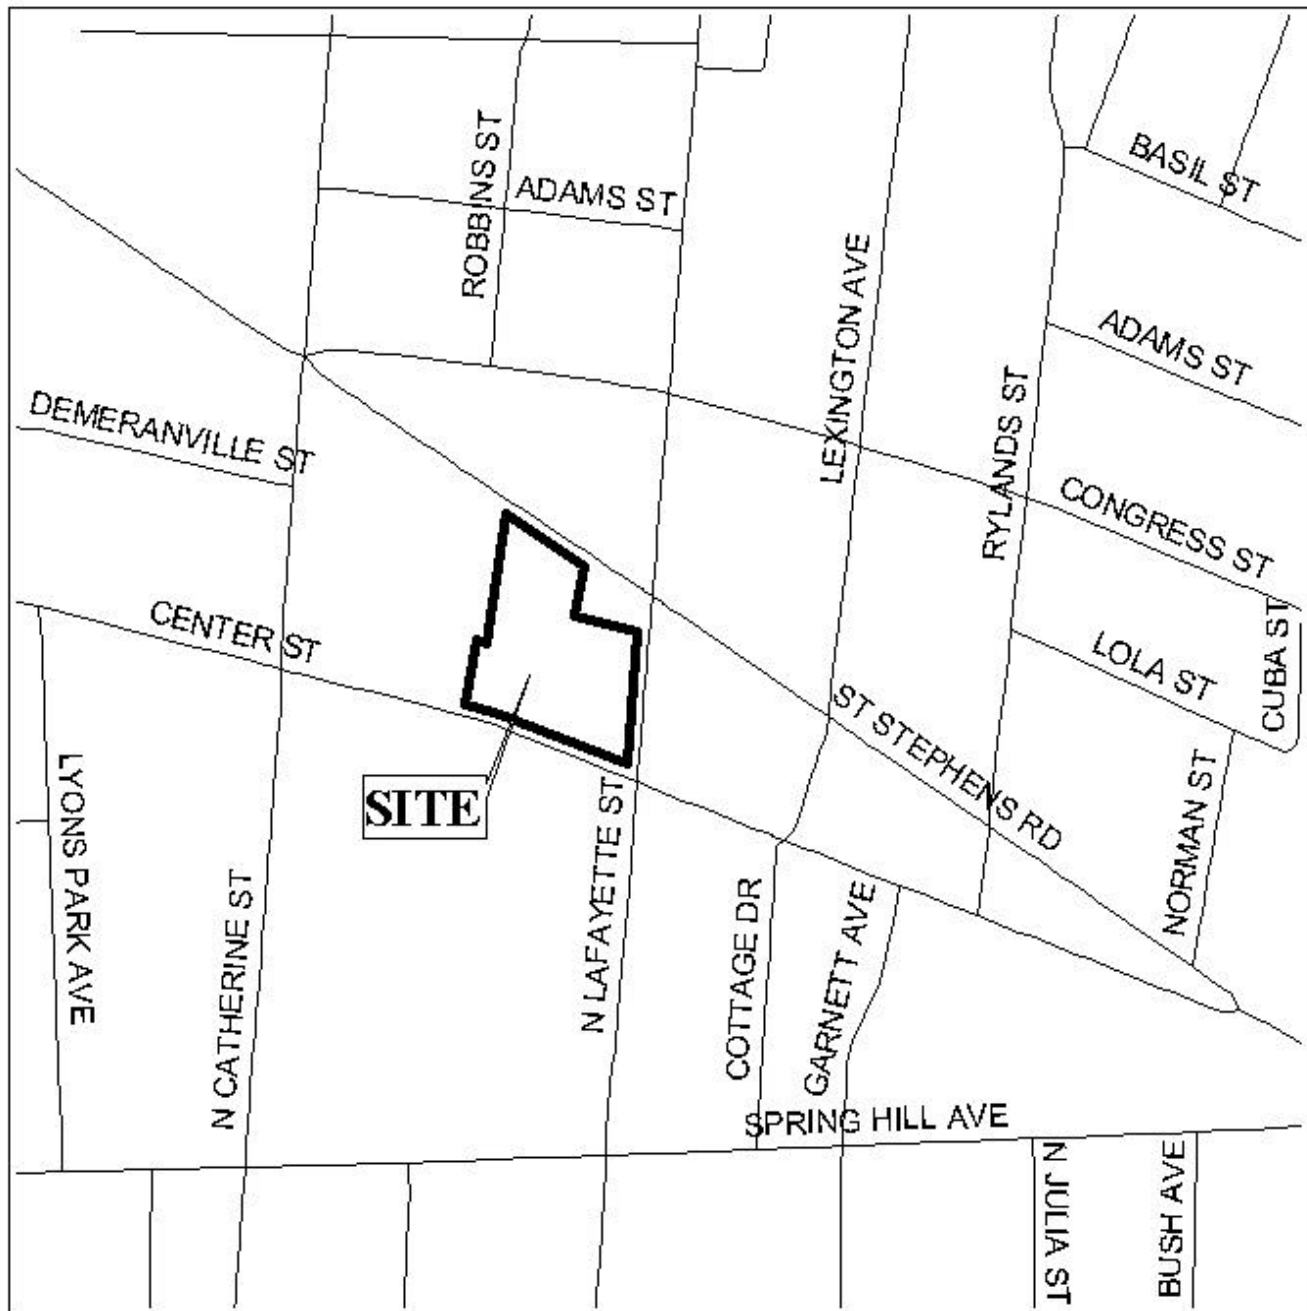 ROBBINS ST
ADAMS ST
BASIL ST
LEXINGTON AVE
ADAMS ST
DEMERANVILLE ST
RYLANDS ST
CONGRESS ST
CENTER ST
LOLA ST
CUBA ST
ST STEPHENS RD
SITE
LYONS PARK AVE
N CATHERINE ST
N LAFAYETTE ST
COTTAGE DR
GARNETT AVE
NORMAN ST
SPRING HILL AVE
N JULIA ST
BUSH AVE